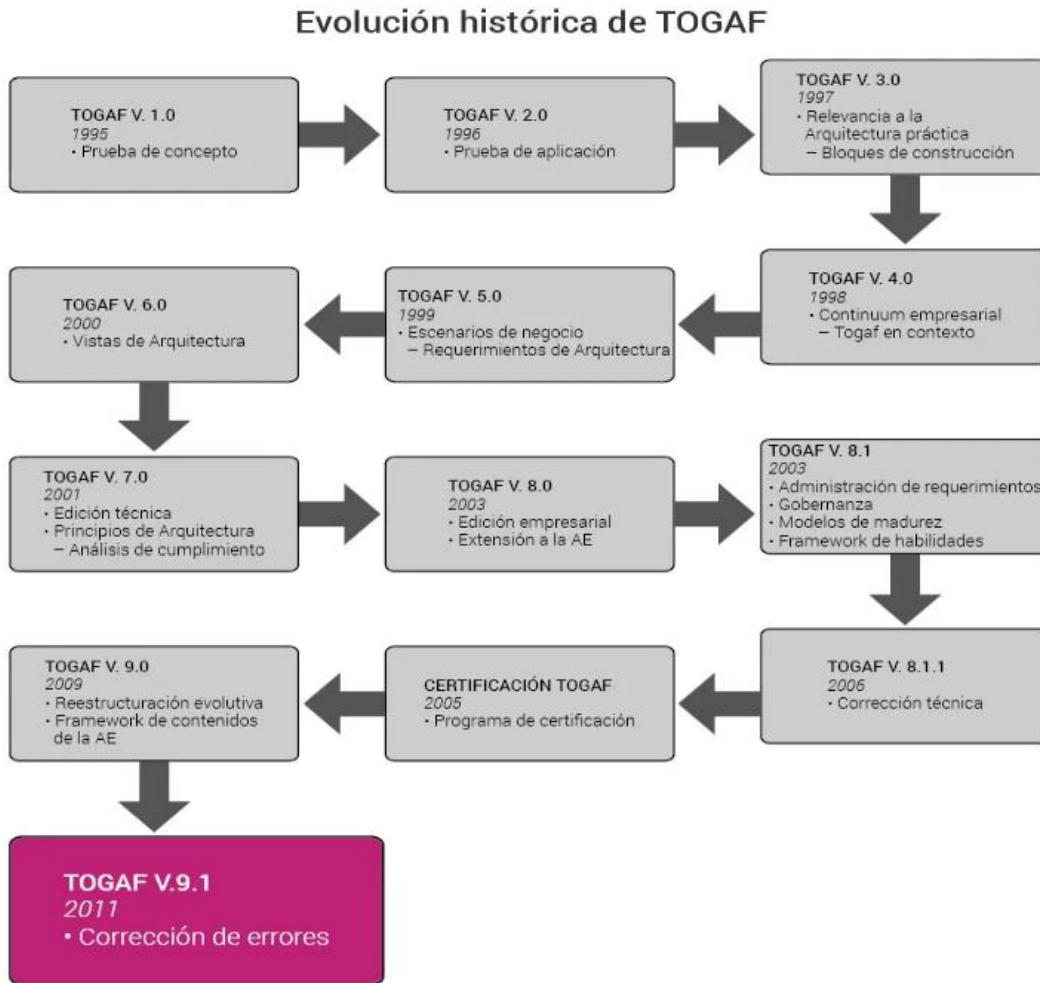 Evolución histórica de TOGAF
TOGAF V. 1.0
1995
• Prueba de concepto
TOGAF V. 2.0
1996
• Prueba de aplicación
TOGAF V. 3.0
1997
• Relevancia a la
Arquitectura práctica
– Bloques de construcción
TOGAF V. 4.0
1998
• Continuum empresarial
– Togaf en contexto
TOGAF V. 5.0
1999
• Escenarios de negocio
– Requerimientos de Arquitectura
TOGAF V. 6.0
2000
• Vistas de Arquitectura
TOGAF V. 7.0
2001
• Edición técnica
• Principios de Arquitectura
– Análisis de cumplimiento
TOGAF V. 8.0
2003
• Edición empresarial
• Extensión a la AE
TOGAF V. 8.1
2003
• Administración de requerimientos
• Gobernanza
• Modelos de madurez
• Framework de habilidades
TOGAF V. 8.1.1
2006
• Corrección técnica
CERTIFICACIÓN TOGAF
2005
• Programa de certificación
TOGAF V. 9.0
2009
• Reestructuración evolutiva
• Framework de contenidos
de la AE
TOGAF V.9.1
2011
• Corrección de errores